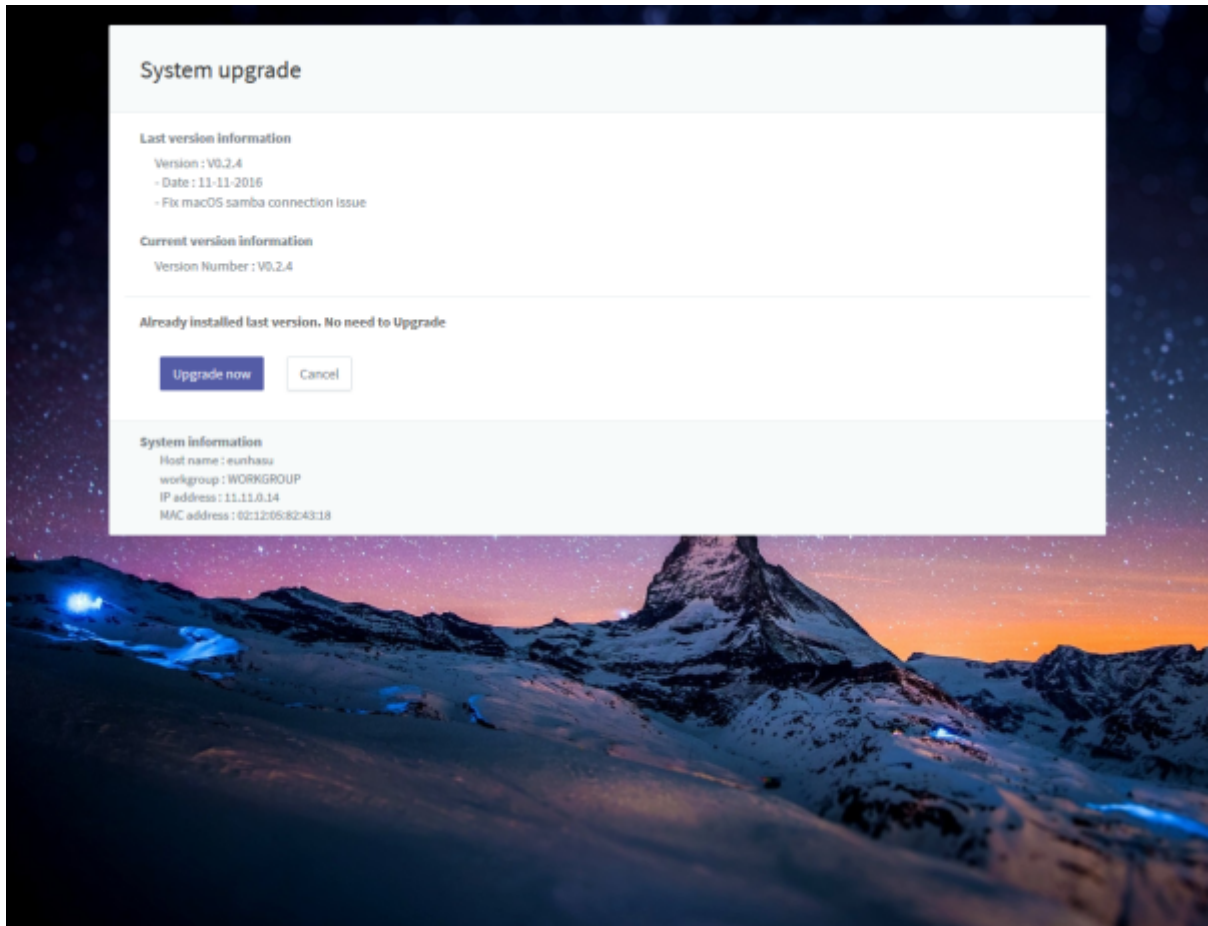 System upgrade
Last version information
Version : V0.2.4
- Date : 11-11-2016
- Fix macOS samba connection issue
Current version information
Version Number : V0.2.4
Already installed last version. No need to Upgrade
Upgrade now
Cancel
System information
Host name : eunhasu
workgroup : WORKGROUP
IP address : 11.11.0.14
MAC address : 02:12:05:82:43:18